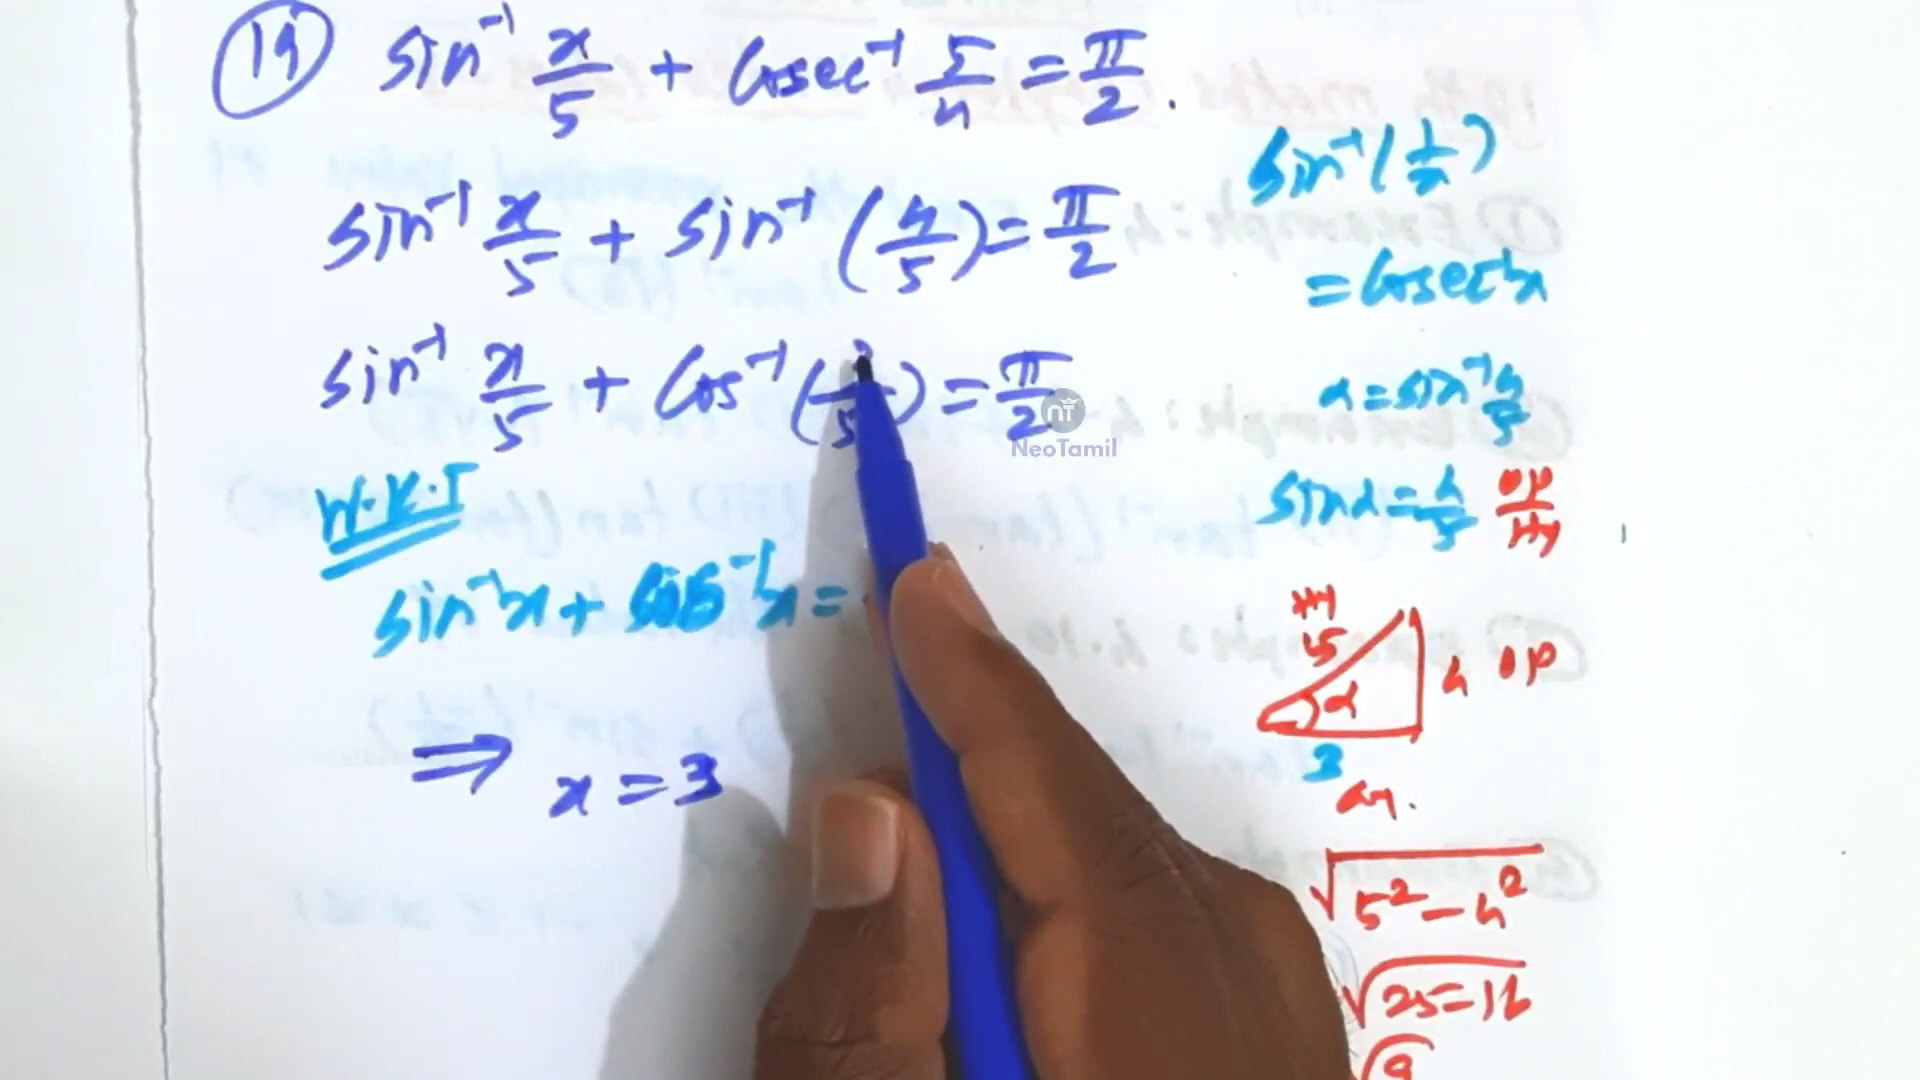 19 sin⁻¹ x/5 + Cosec⁻¹ 5/4 = π/2.
sin⁻¹ x/5 + sin⁻¹ (4/5) = π/2
sin⁻¹ x/5 + Cos⁻¹ (3/5) = π/2
NeoTamil
W.K.T
sin⁻¹x + cos⁻¹x =
⇒ x = 3
sin⁻¹(1/x)
= Cosec⁻¹x
α = sin⁻¹ 4/5
sinα = 4/5 OP/Hy
Hy
5
α
4 OP
3
√5² - 4²
√25-16
√9